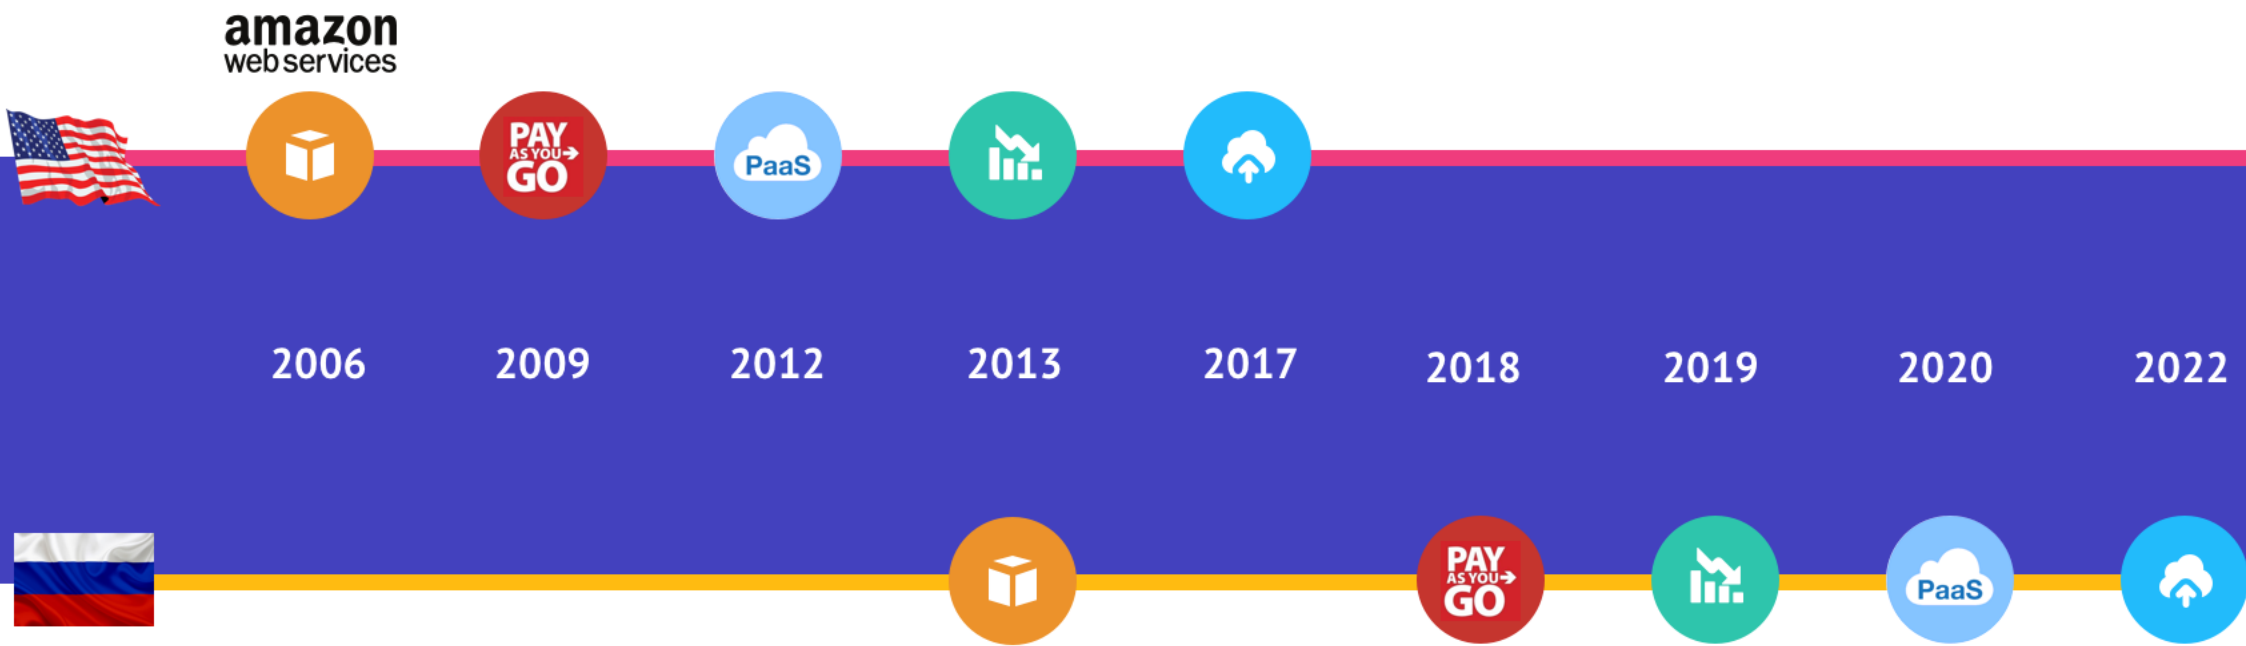 amazon
web services
PAY
AS YOU
GO
PaaS
2006
2009
2012
2013
2017
2018
2019
2020
2022
PAY
AS YOU
GO
PaaS